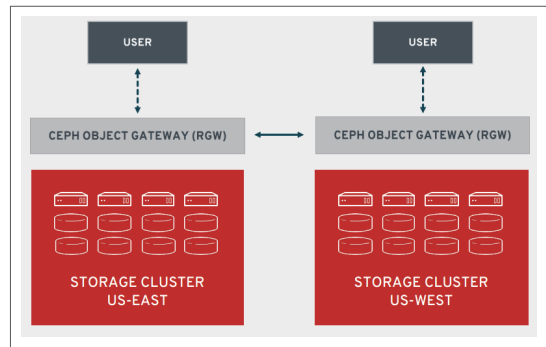 USER
USER
CEPH OBJECT GATEWAY (RGW)
CEPH OBJECT GATEWAY (RGW)
STORAGE CLUSTER
US-EAST
STORAGE CLUSTER
US-WEST